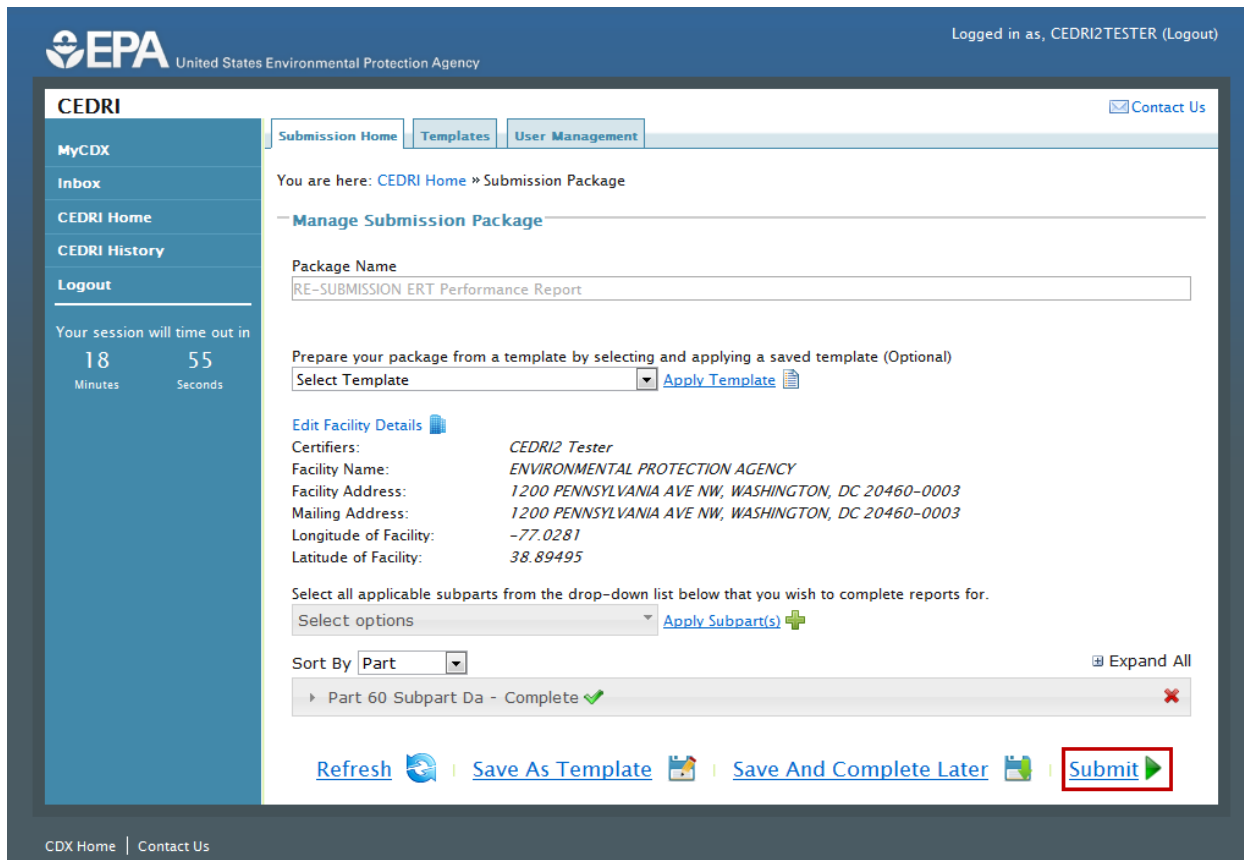 Logged in as, CEDRI2TESTER (Logout)
EPA United States Environmental Protection Agency
CEDRI
Contact Us
MyCDX
Inbox
CEDRI Home
CEDRI History
Logout
Your session will time out in
18 55
Minutes Seconds
Submission Home Templates User Management
You are here: CEDRI Home » Submission Package
Manage Submission Package
Package Name
RE-SUBMISSION ERT Performance Report
Prepare your package from a template by selecting and applying a saved template (Optional)
Select Template Apply Template
Edit Facility Details
Certifiers: CEDRI2 Tester
Facility Name: ENVIRONMENTAL PROTECTION AGENCY
Facility Address: 1200 PENNSYLVANIA AVE NW, WASHINGTON, DC 20460-0003
Mailing Address: 1200 PENNSYLVANIA AVE NW, WASHINGTON, DC 20460-0003
Longitude of Facility: -77.0281
Latitude of Facility: 38.89495
Select all applicable subparts from the drop-down list below that you wish to complete reports for.
Select options Apply Subpart(s)
Sort By Part Expand All
Part 60 Subpart Da - Complete
Refresh Save As Template Save And Complete Later Submit
CDX Home | Contact Us